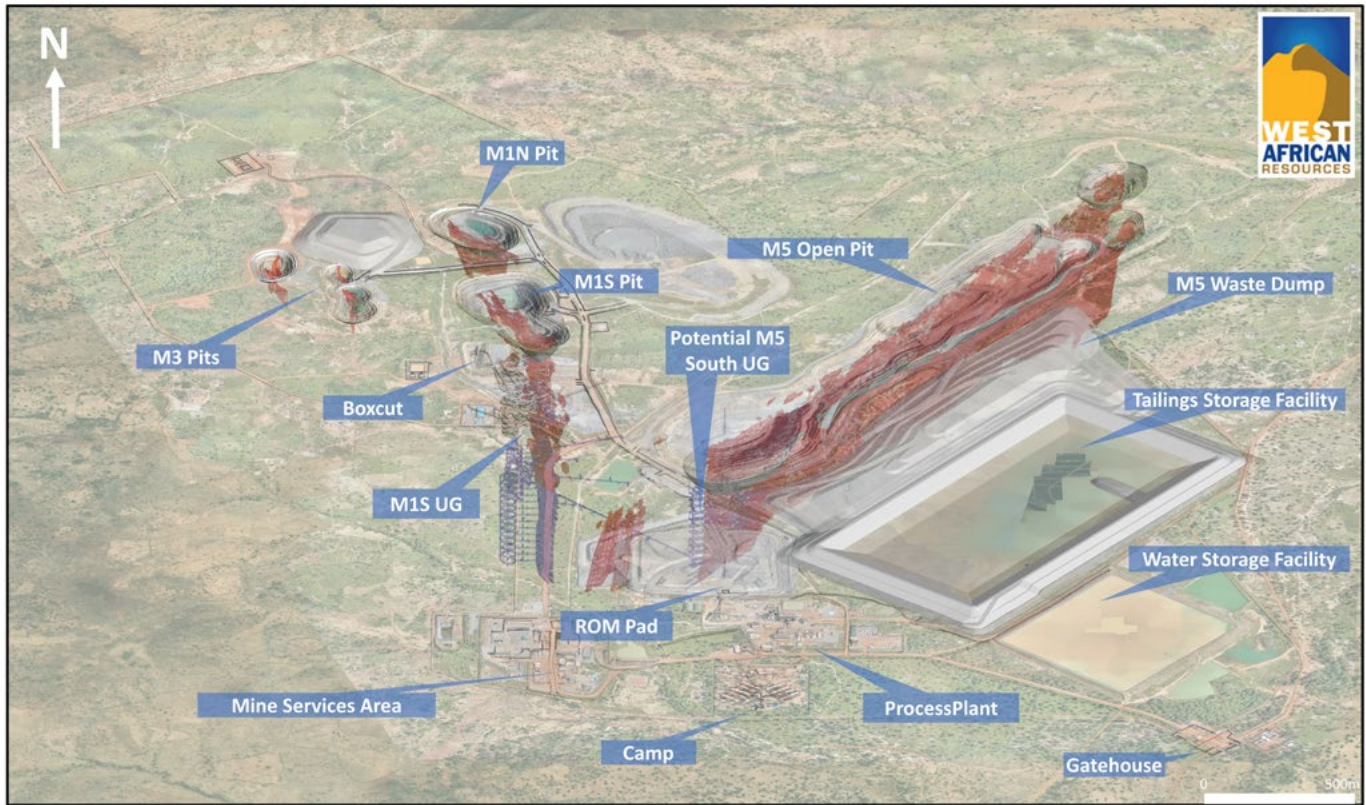 N
WEST
AFRICAN
RESOURCES
M1N Pit
M5 Open Pit
M1S Pit
M5 Waste Dump
Potential M5
South UG
M3 Pits
Boxcut
Tailings Storage Facility
M1S UG
Water Storage Facility
ROM Pad
Mine Services Area
ProcessPlant
Camp
Gatehouse
0 500m